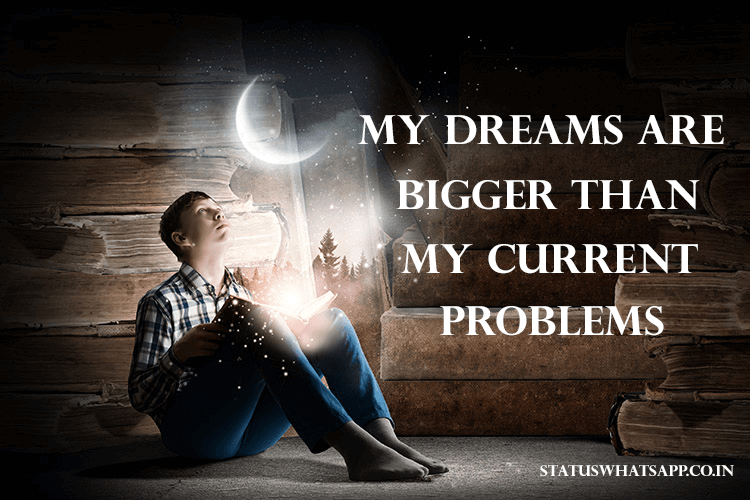 MY DREAMS ARE
BIGGER THAN
MY CURRENT
PROBLEMS
STATUSWHATSAPP.CO.IN